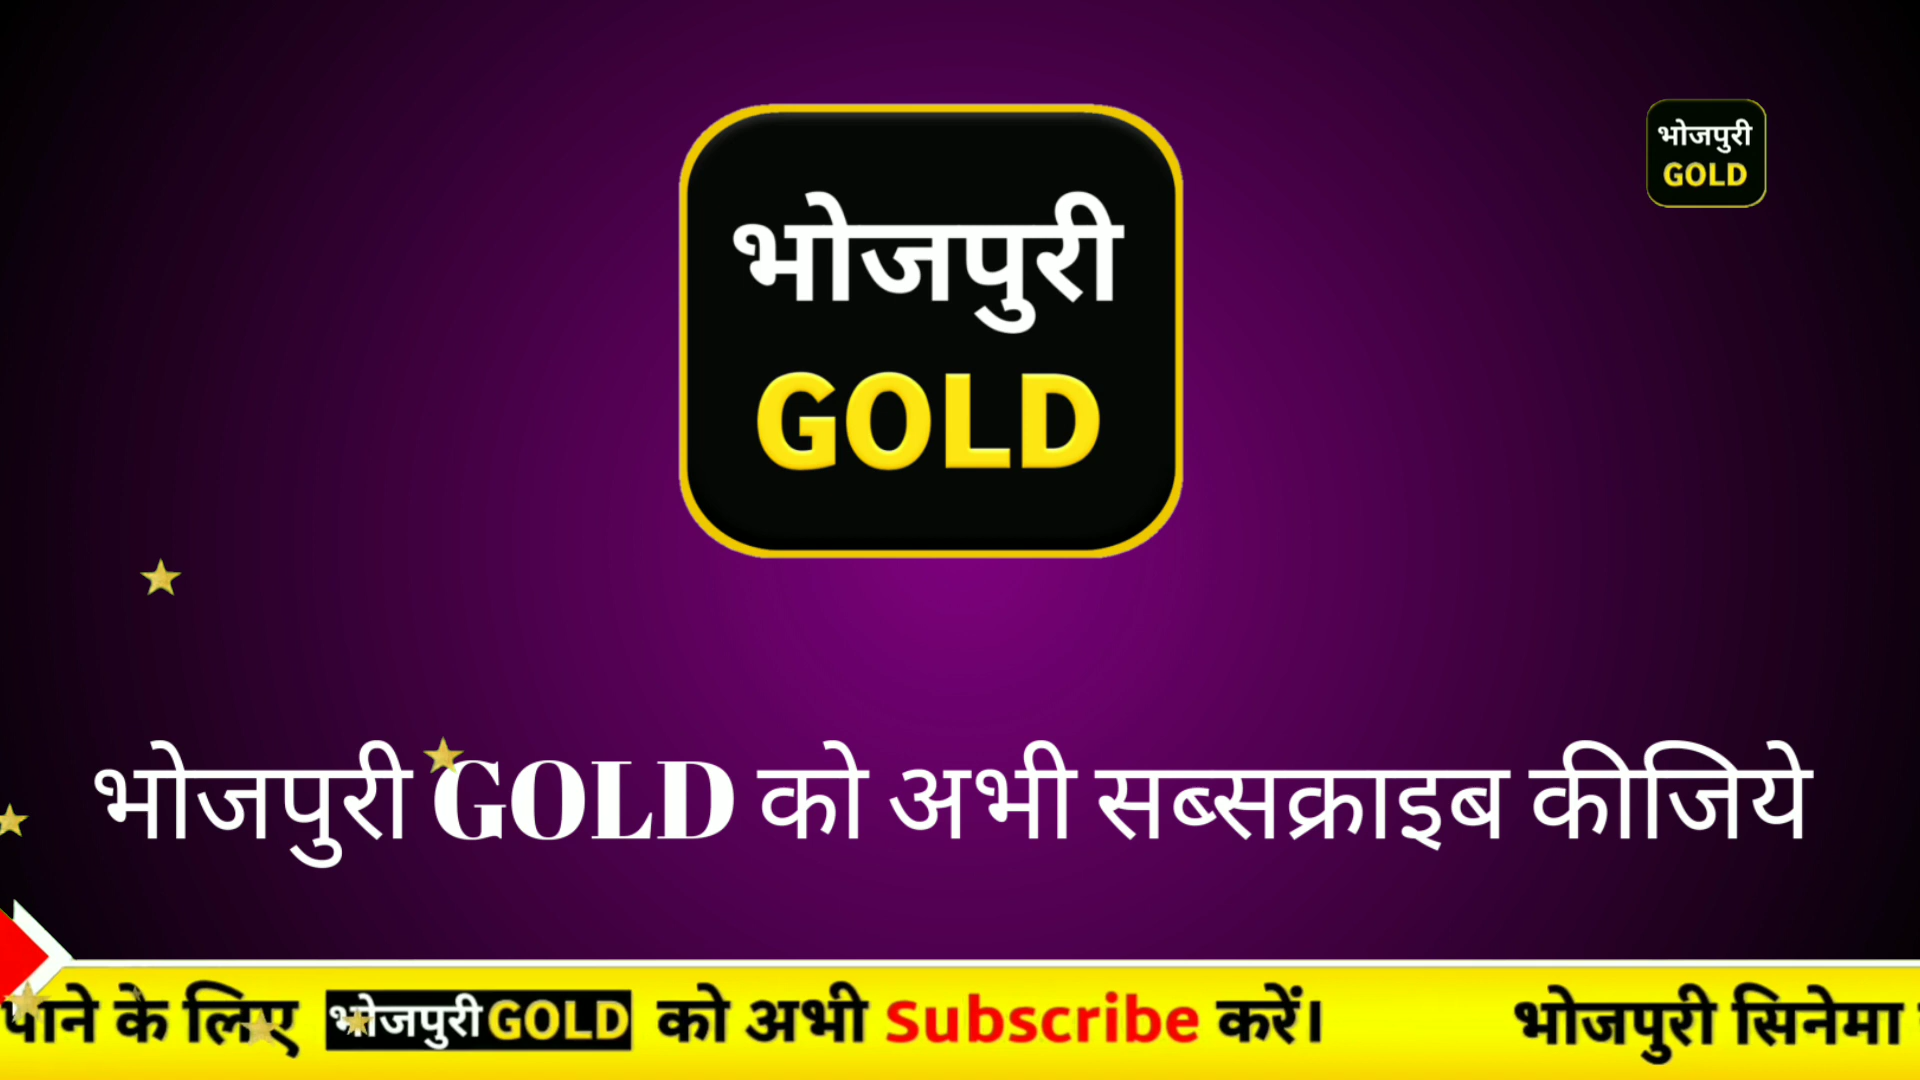 भोजपुरी
GOLD
भोजपुरी
GOLD
भोजपुरी GOLD को अभी सब्सक्राइब कीजिये
पाने के लिए भोजपुरी GOLD को अभी Subscribe करें। भोजपुरी सिनेमा